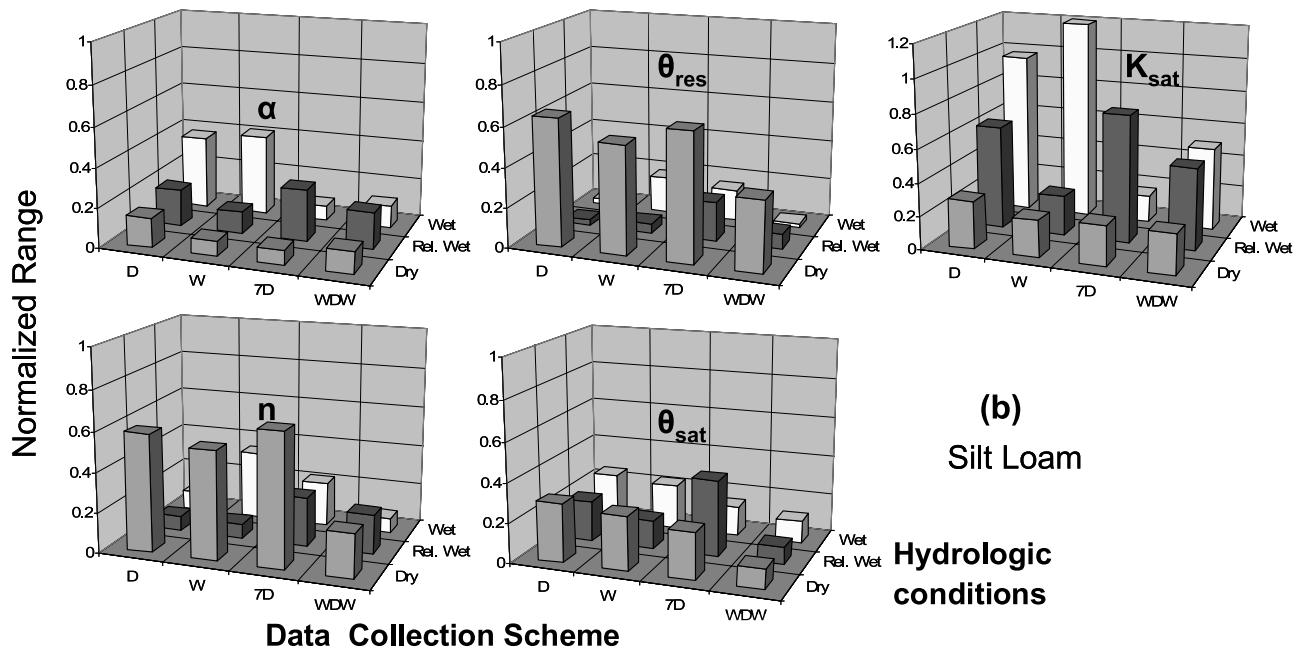 Normalized Range
1
0.8
0.6
0.4
0.2
0
α
D
W
7D
WDW
Wet
Rel. Wet
Dry
1
0.8
0.6
0.4
0.2
0
θres
D
W
7D
WDW
Wet
Rel. Wet
Dry
1.2
1
0.8
0.6
0.4
0.2
0
Ksat
D
W
7D
WDW
Wet
Rel. Wet
Dry
1
0.8
0.6
0.4
0.2
0
n
D
W
7D
WDW
Wet
Rel. Wet
Dry
1
0.8
0.6
0.4
0.2
0
θsat
D
W
7D
WDW
Wet
Rel. Wet
Dry
(b)
Silt Loam
Hydrologic
conditions
Data Collection Scheme